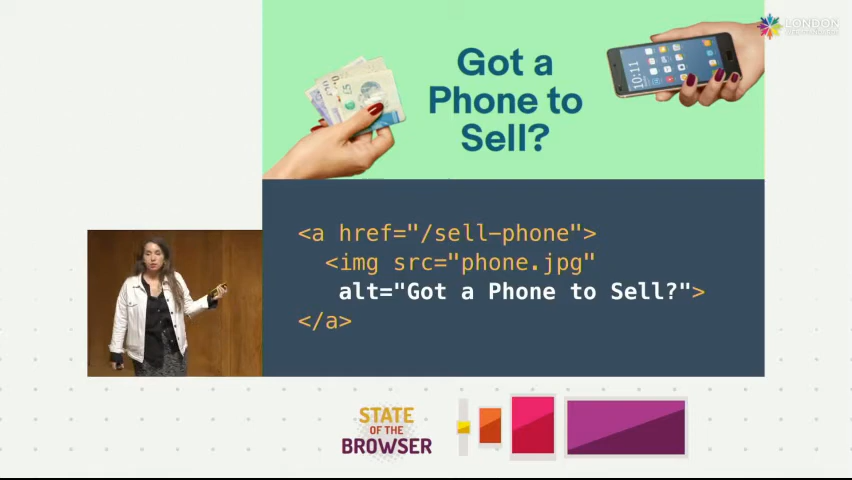 LONDON
Got a
Phone to
Sell?
10:11
<a href="/sell-phone">
<img src="phone.jpg"
alt="Got a Phone to Sell?">
</a>
STATE
OF THE
BROWSER